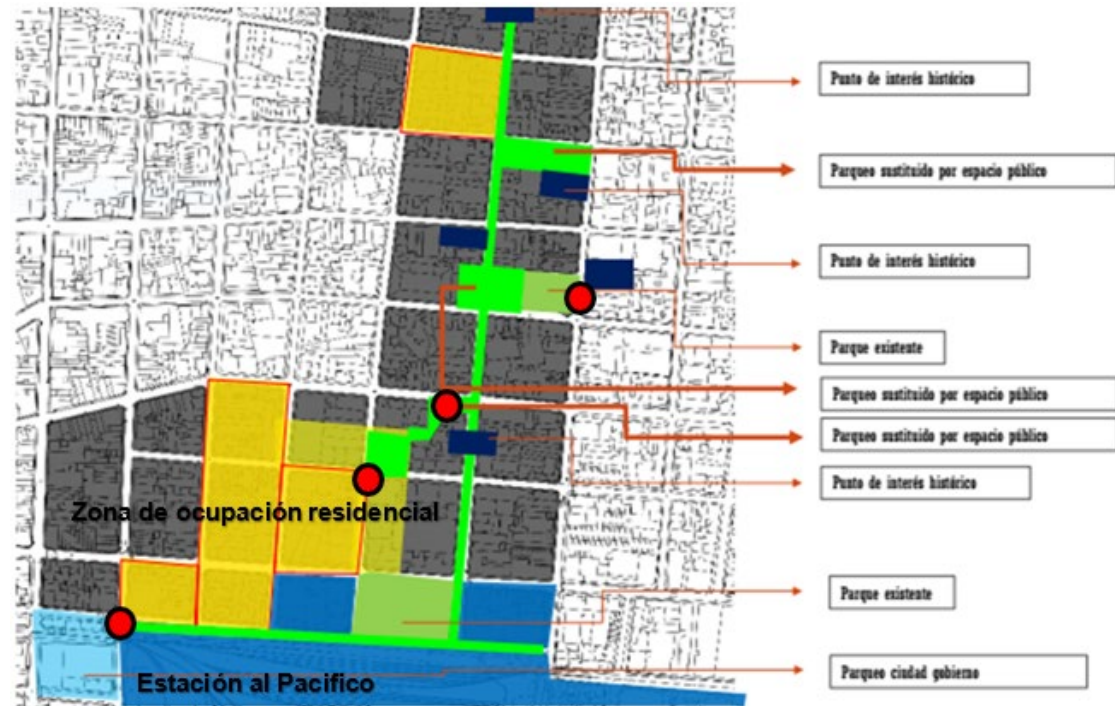 Punto de interés histórico
Parqueo sustituido por espacio público
Punto de interés histórico
Parque existente
Parqueo sustituido por espacio público
Parqueo sustituido por espacio público
Punto de interés histórico
Zona de ocupación residencial
Parque existente
Parqueo ciudad gobierno
Estación al Pacifico